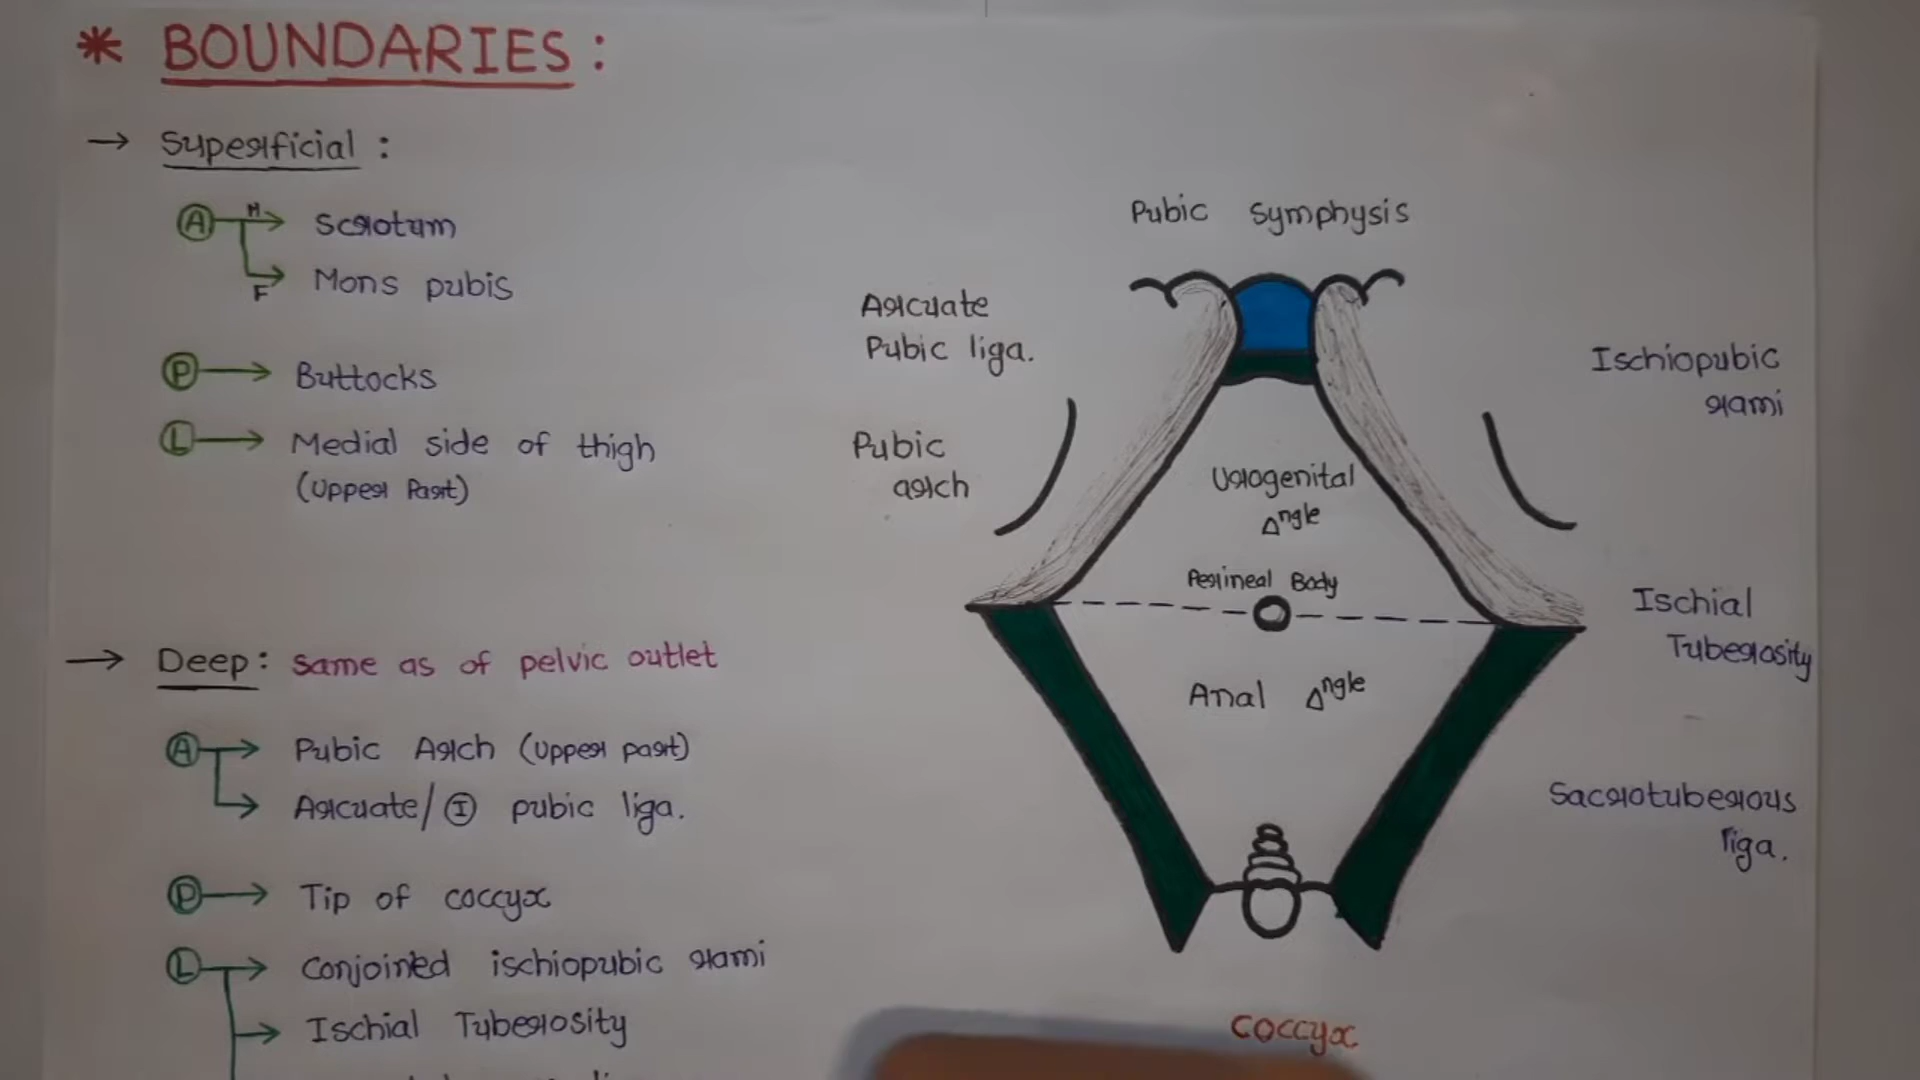 * BOUNDARIES :
→ Superficial :
Ⓐ M→ Scrotum
F→ Mons pubis
Ⓟ → Buttocks
Ⓛ → Medial side of thigh
(Upper Part)
→ Deep : same as of pelvic outlet
Ⓐ → Pubic Arch (Upper part)
→ Arcuate/Ⓘ pubic liga.
Ⓟ → Tip of coccyx
Ⓛ → Conjoined ischiopubic rami
→ Ischial Tuberosity
Pubic Symphysis
Arcuate
Pubic liga.
Ischiopubic
rami
Pubic
arch
Urogenital
Δngle
Perineal Body
Ischial
Tuberosity
Anal Δngle
Sacrotuberous
liga.
coccyx